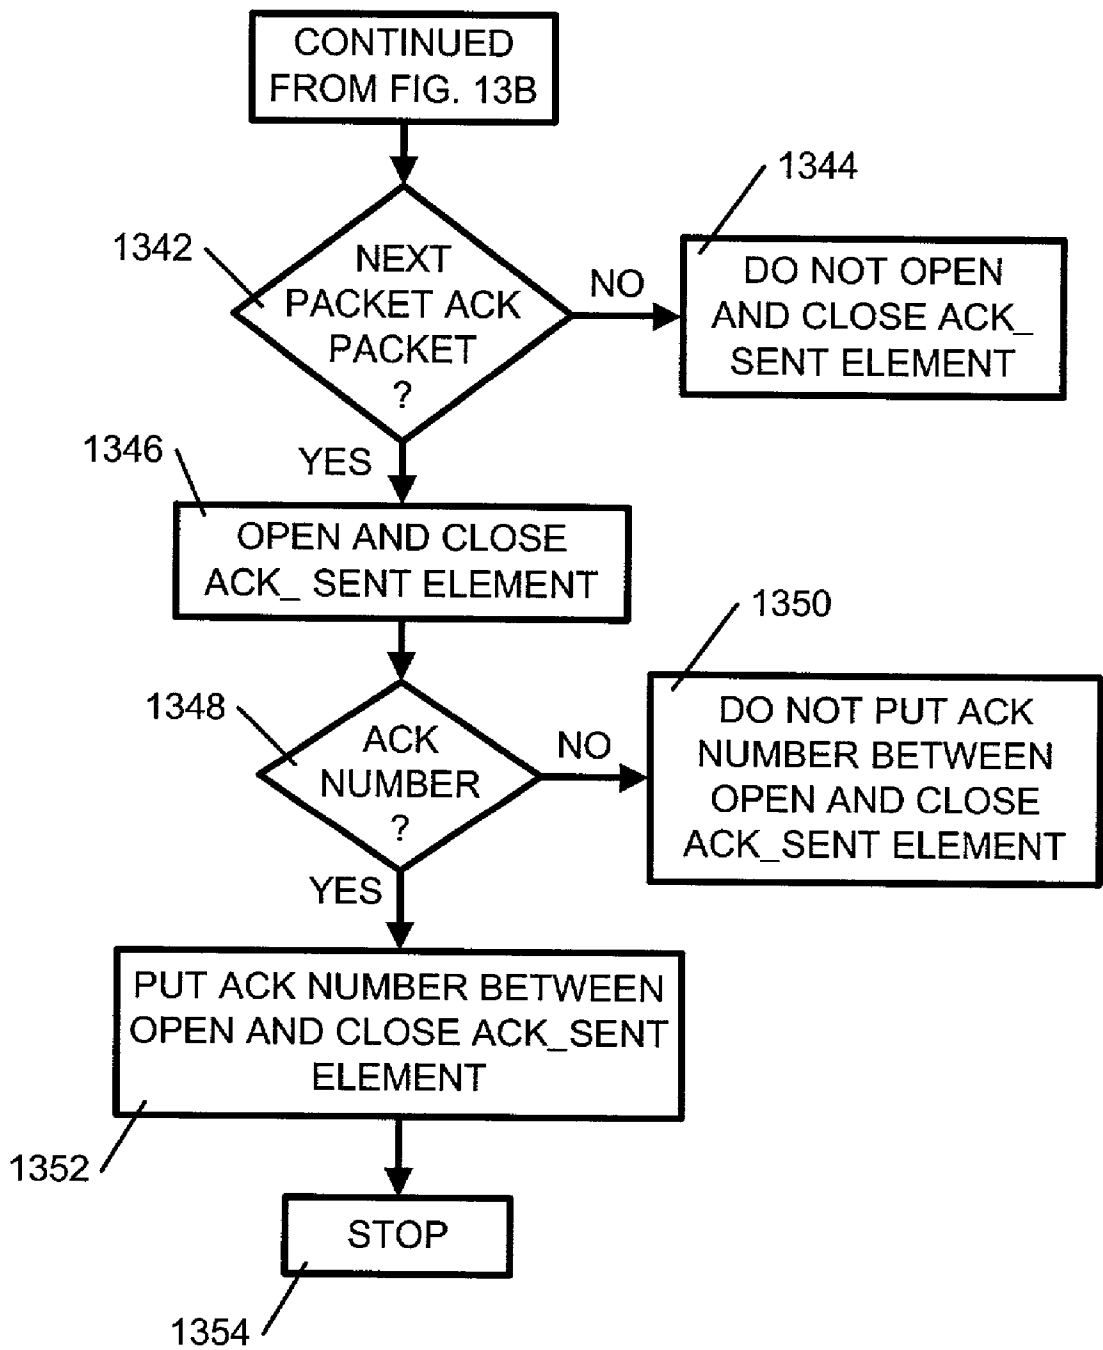 CONTINUED
FROM FIG. 13B
1344
1342
NEXT
PACKET ACK
PACKET
?
NO
DO NOT OPEN
AND CLOSE ACK_
SENT ELEMENT
YES
1346
OPEN AND CLOSE
ACK_ SENT ELEMENT
1350
1348
ACK
NUMBER
?
NO
DO NOT PUT ACK
NUMBER BETWEEN
OPEN AND CLOSE
ACK_SENT ELEMENT
YES
PUT ACK NUMBER BETWEEN
OPEN AND CLOSE ACK_SENT
ELEMENT
1352
STOP
1354